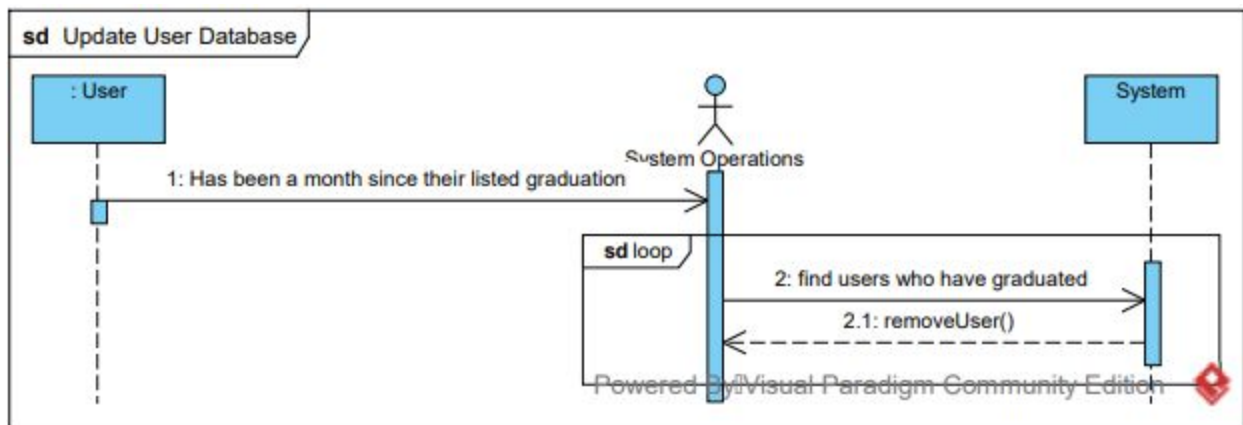 sd Update User Database
: User
System
System Operations
1: Has been a month since their listed graduation
sd loop
2: find users who have graduated
2.1: removeUser()
Powered By Visual Paradigm Community Edition